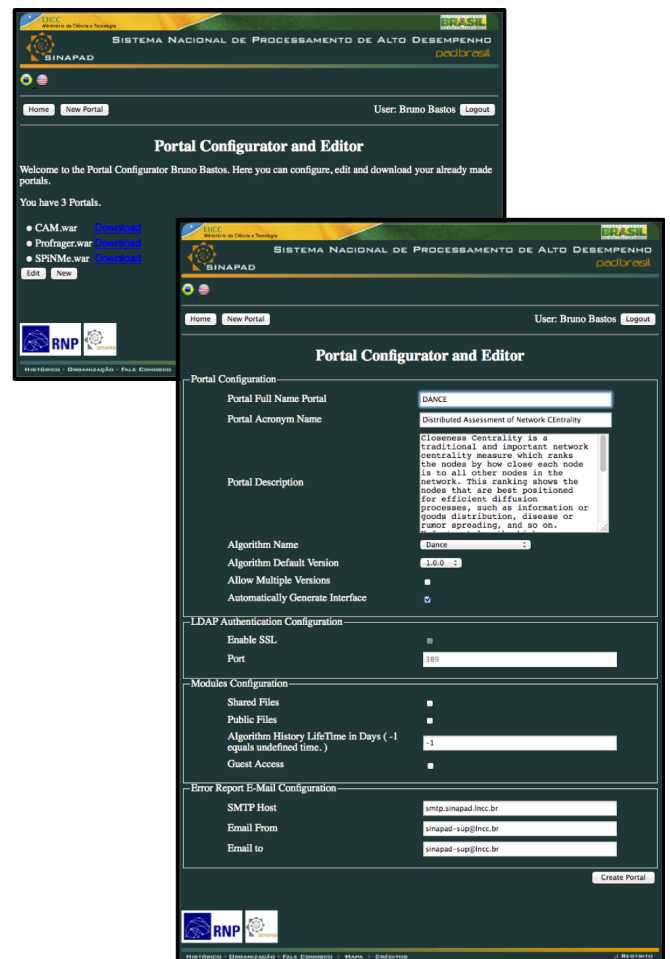 LNCC
Ministério da Ciência e Tecnologia
BRASIL
SISTEMA NACIONAL DE PROCESSAMENTO DE ALTO DESEMPENHO
SINAPAD
padbrasil
Home New Portal User: Bruno Bastos Logout
Portal Configurator and Editor
Welcome to the Portal Configurator Bruno Bastos. Here you can configure, edit and download your already made
portals.
You have 3 Portals.
CAM.war Download
Profrager.war Download
SPiNMe.war Download
Edit New
RNP
HISTÓRICO - ORGANIZAÇÃO - FALE CONOSCO
LNCC
Ministério da Ciência e Tecnologia
BRASIL
SISTEMA NACIONAL DE PROCESSAMENTO DE ALTO DESEMPENHO
SINAPAD
padbrasil
Home New Portal User: Bruno Bastos Logout
Portal Configurator and Editor
Portal Configuration
Portal Full Name Portal DANCE
Portal Acronym Name Distributed Assessment of Network CEntrality
Portal Description
Closeness Centrality is a
traditional and important network
centrality measure which ranks
the nodes by how close each node
is to all other nodes in the
network. This ranking shows the
nodes that are best positioned
for efficient diffusion
processes, such as information or
goods distribution, disease or
rumor spreading, and so on.
Algorithm Name Dance
Algorithm Default Version 1.0.0
Allow Multiple Versions
Automatically Generate Interface
LDAP Authentication Configuration
Enable SSL
Port 389
Modules Configuration
Shared Files
Public Files
Algorithm History LifeTime in Days ( -1
equals undefined time. ) -1
Guest Access
Error Report E-Mail Configuration
SMTP Host smtp.sinapad.lncc.br
Email From sinapad-sup@lncc.br
Email to sinapad-sup@lncc.br
Create Portal
RNP
HISTÓRICO - ORGANIZAÇÃO - FALE CONOSCO - MAPA - CRÉDITOS RESTRITO